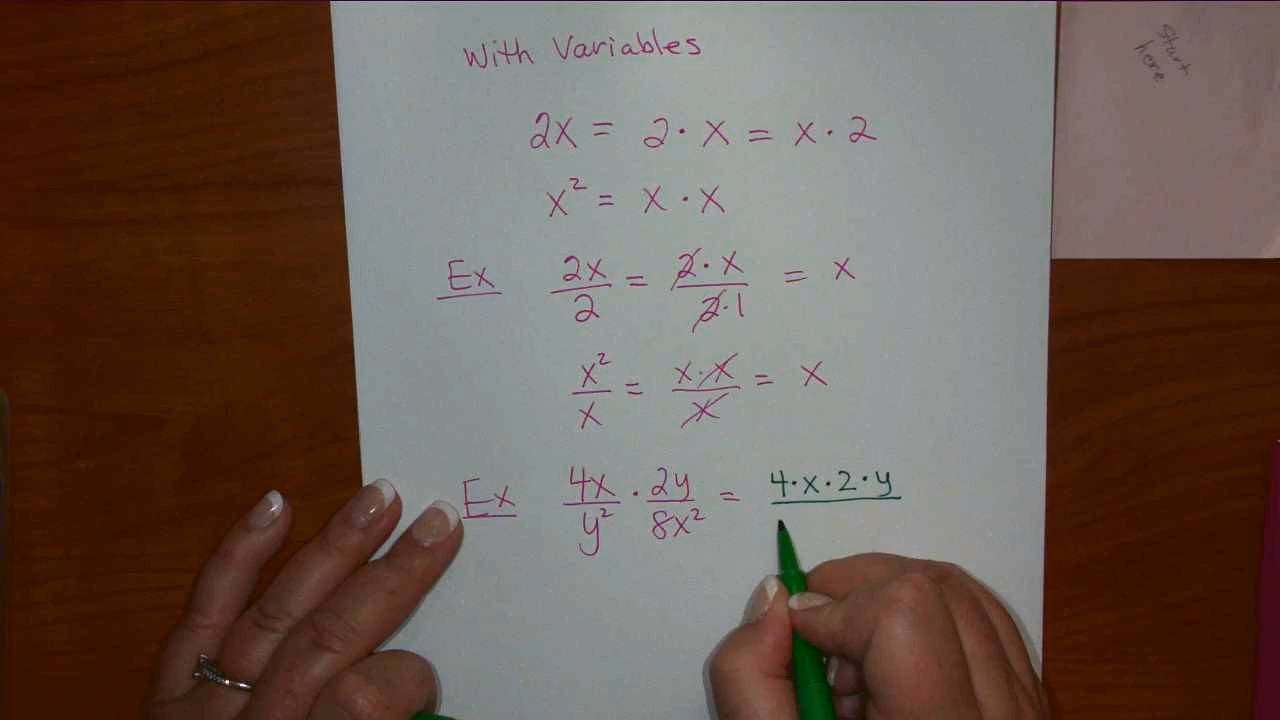 With Variables
start
here
2x = 2 · x = x · 2
x² = x · x
Ex 2x/2 = 2·x/2·1 = x
x²/x = x·x/x = x
Ex 4x/y² · 2y/8x² = 4·x·2·y